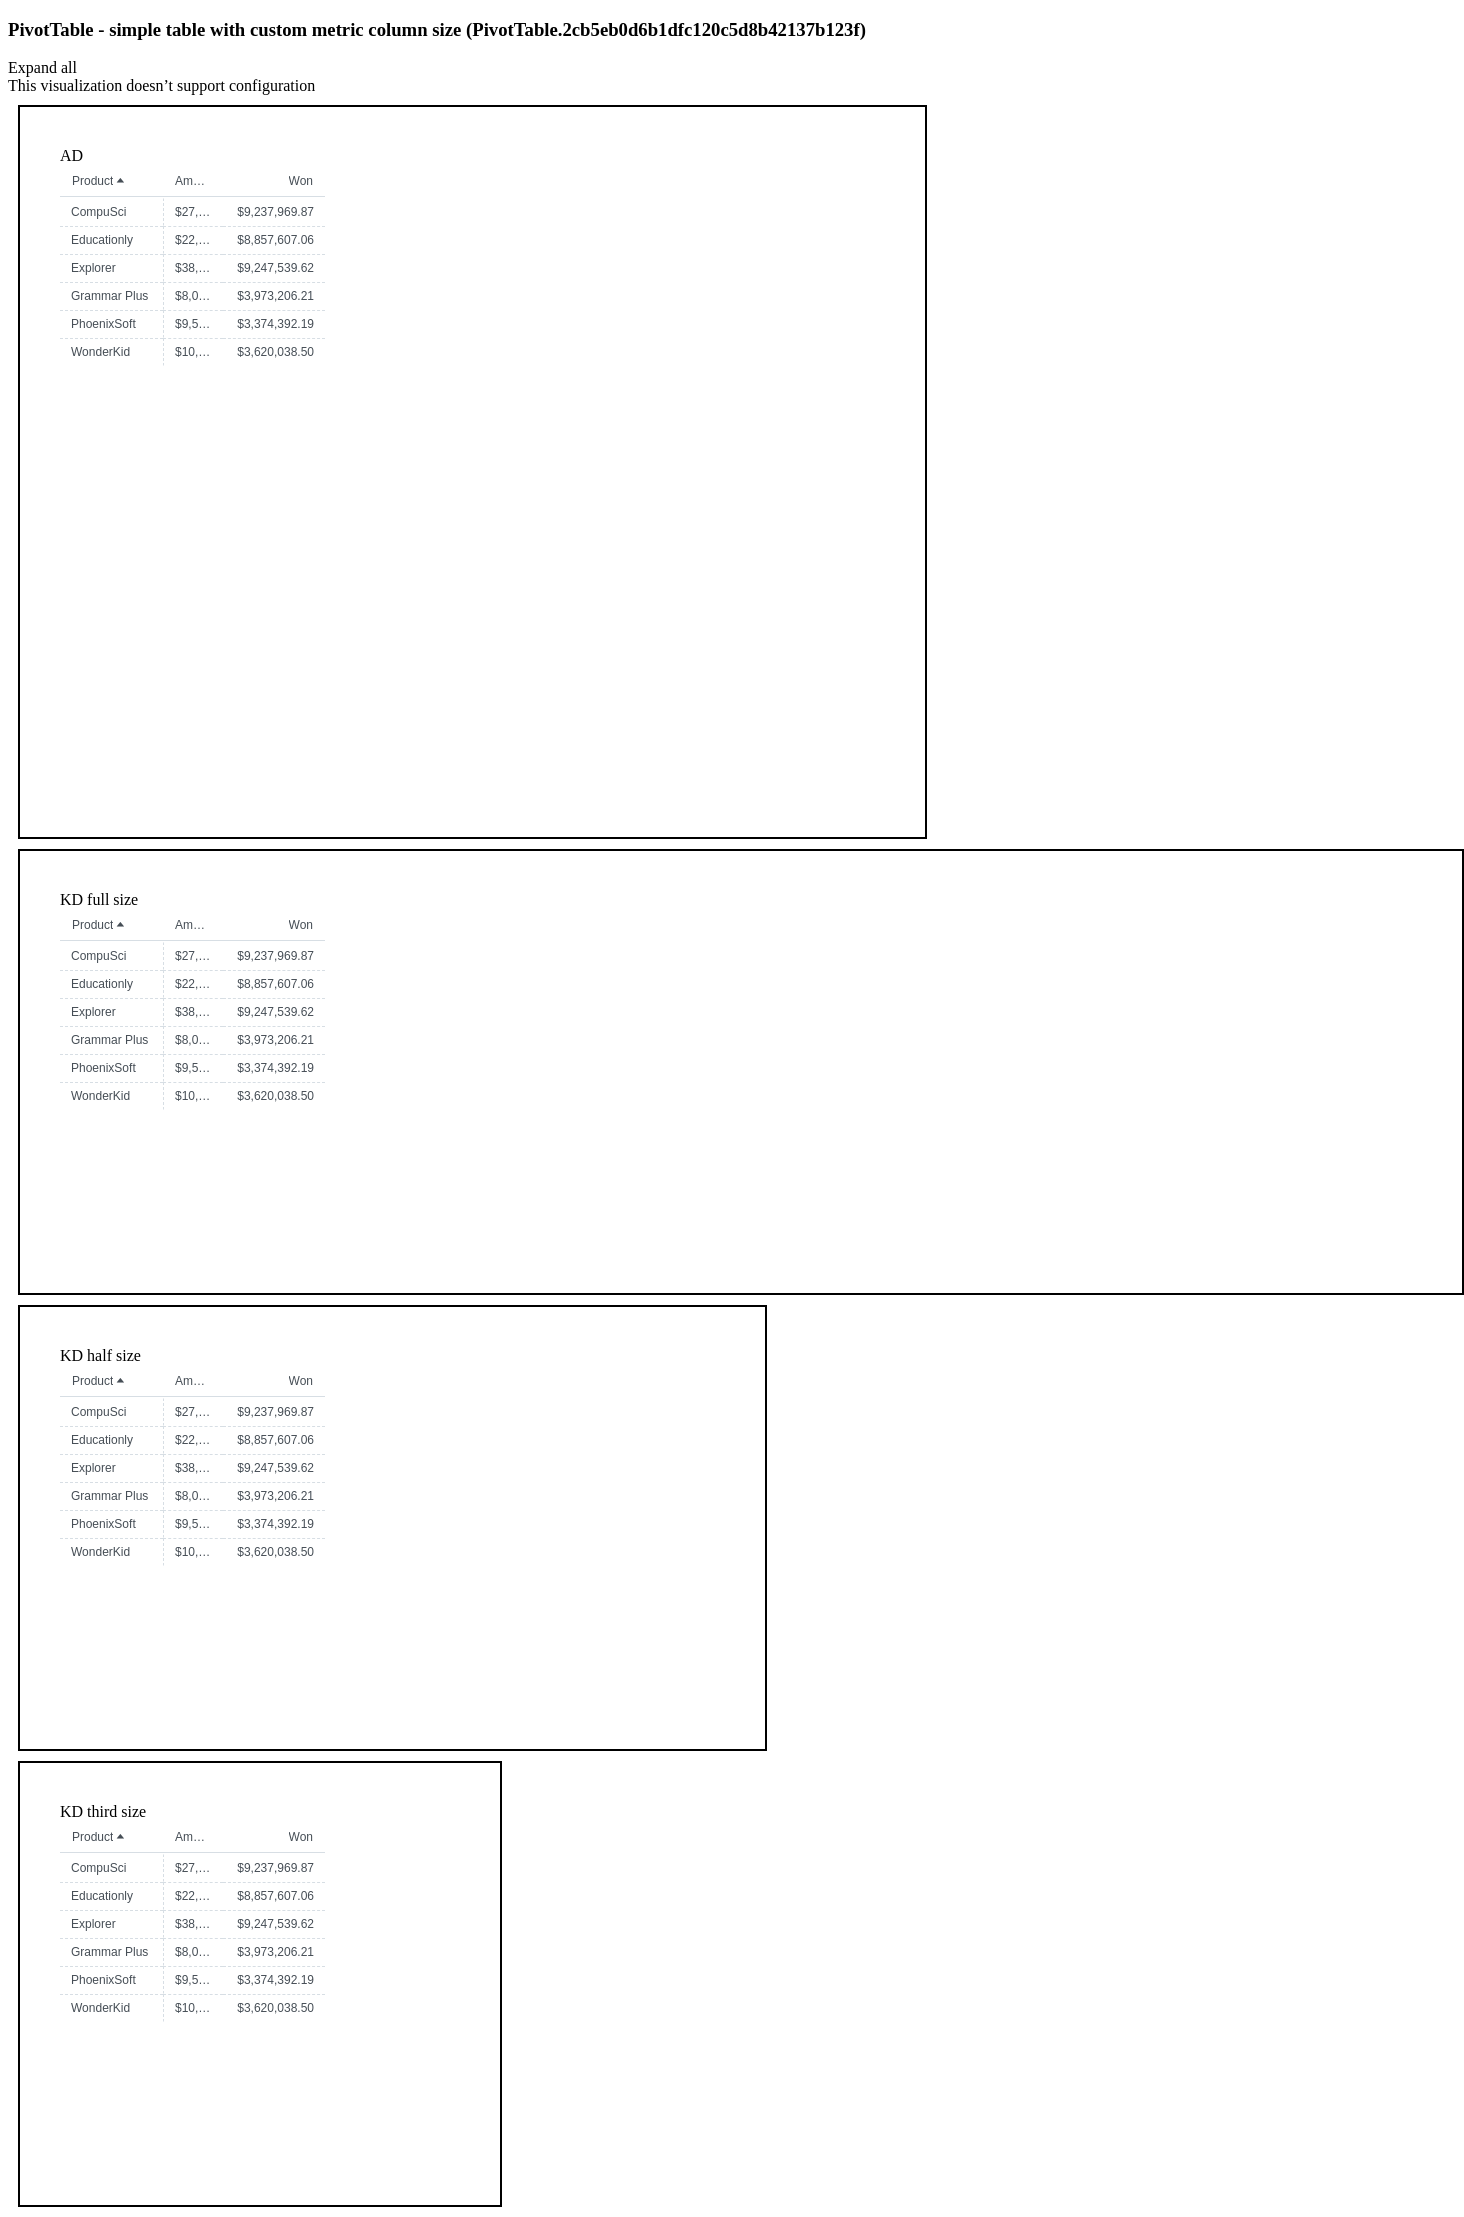 PivotTable - simple table with custom metric column size (PivotTable.2cb5eb0d6b1dfc120c5d8b42137b123f)
Expand all
This visualization doesn’t support configuration
AD
Product Am… Won
CompuSci $27,… $9,237,969.87
Educationly $22,… $8,857,607.06
Explorer $38,… $9,247,539.62
Grammar Plus $8,0… $3,973,206.21
PhoenixSoft $9,5… $3,374,392.19
WonderKid $10,… $3,620,038.50
KD full size
Product Am… Won
CompuSci $27,… $9,237,969.87
Educationly $22,… $8,857,607.06
Explorer $38,… $9,247,539.62
Grammar Plus $8,0… $3,973,206.21
PhoenixSoft $9,5… $3,374,392.19
WonderKid $10,… $3,620,038.50
KD half size
Product Am… Won
CompuSci $27,… $9,237,969.87
Educationly $22,… $8,857,607.06
Explorer $38,… $9,247,539.62
Grammar Plus $8,0… $3,973,206.21
PhoenixSoft $9,5… $3,374,392.19
WonderKid $10,… $3,620,038.50
KD third size
Product Am… Won
CompuSci $27,… $9,237,969.87
Educationly $22,… $8,857,607.06
Explorer $38,… $9,247,539.62
Grammar Plus $8,0… $3,973,206.21
PhoenixSoft $9,5… $3,374,392.19
WonderKid $10,… $3,620,038.50